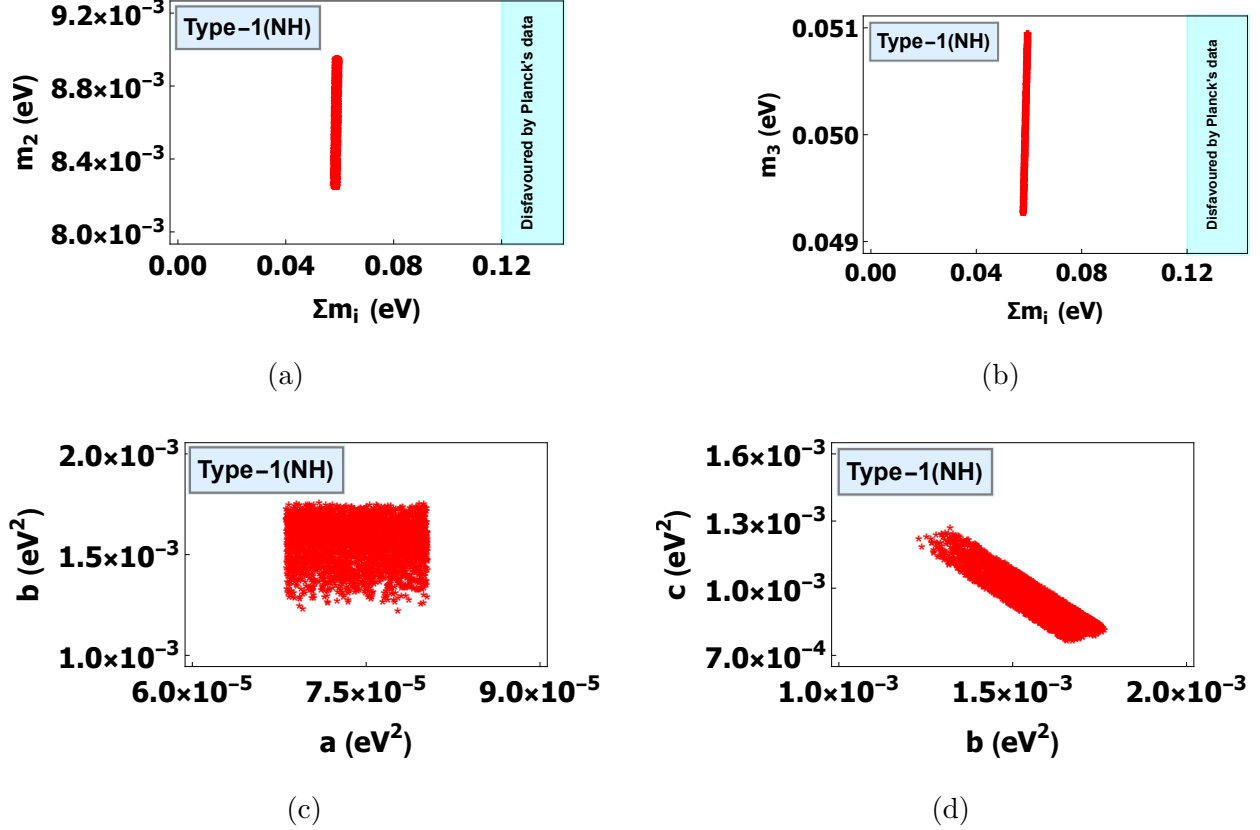 Type-1(NH)
9.2×10⁻³
8.8×10⁻³
8.4×10⁻³
8.0×10⁻³
m₂ (eV)
Disfavoured by Planck's data
0.00 0.04 0.08 0.12
Σmᵢ (eV)
(a)
Type-1(NH)
0.051
0.050
0.049
m₃ (eV)
Disfavoured by Planck's data
0.00 0.04 0.08 0.12
Σmᵢ (eV)
(b)
Type-1(NH)
2.0×10⁻³
1.5×10⁻³
1.0×10⁻³
b (eV²)
6.0×10⁻⁵ 7.5×10⁻⁵ 9.0×10⁻⁵
a (eV²)
(c)
Type-1(NH)
1.6×10⁻³
1.3×10⁻³
1.0×10⁻³
7.0×10⁻⁴
c (eV²)
1.0×10⁻³ 1.5×10⁻³ 2.0×10⁻³
b (eV²)
(d)